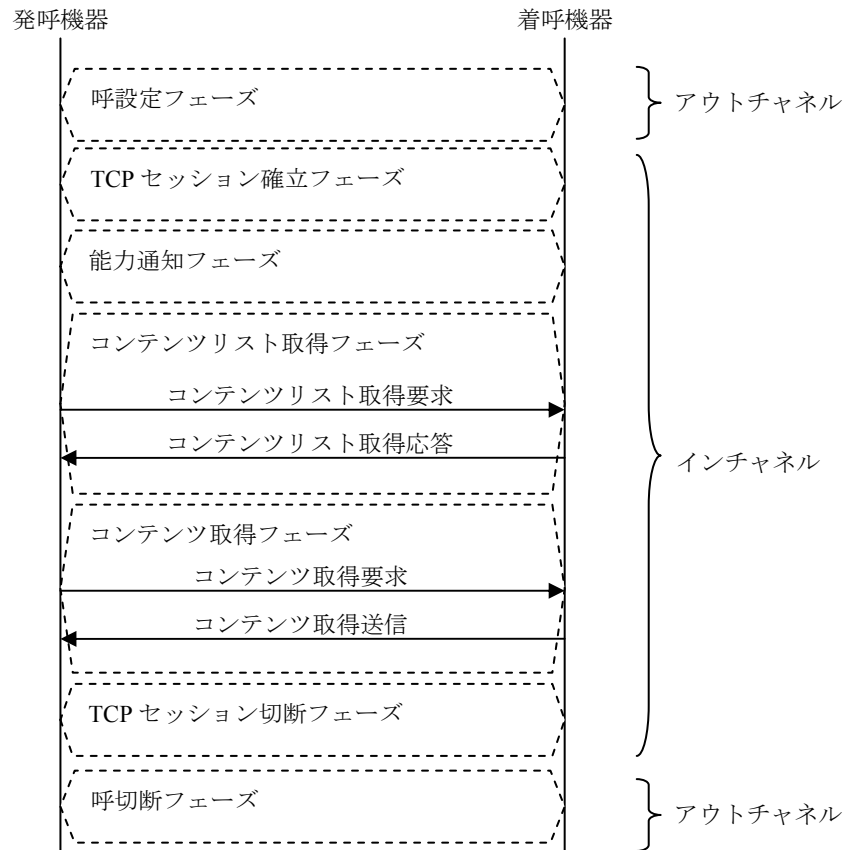 発呼機器
着呼機器
呼設定フェーズ
アウトチャネル
TCP セッション確立フェーズ
能力通知フェーズ
コンテンツリスト取得フェーズ
コンテンツリスト取得要求
コンテンツリスト取得応答
インチャネル
コンテンツ取得フェーズ
コンテンツ取得要求
コンテンツ取得送信
TCP セッション切断フェーズ
呼切断フェーズ
アウトチャネル